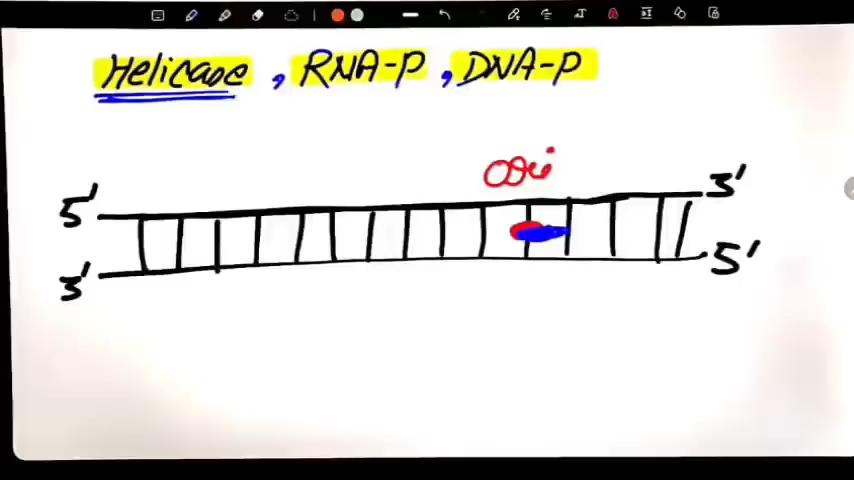 Helicase, RNA-P, DNA-P
Ori
5' 3'
3' 5'